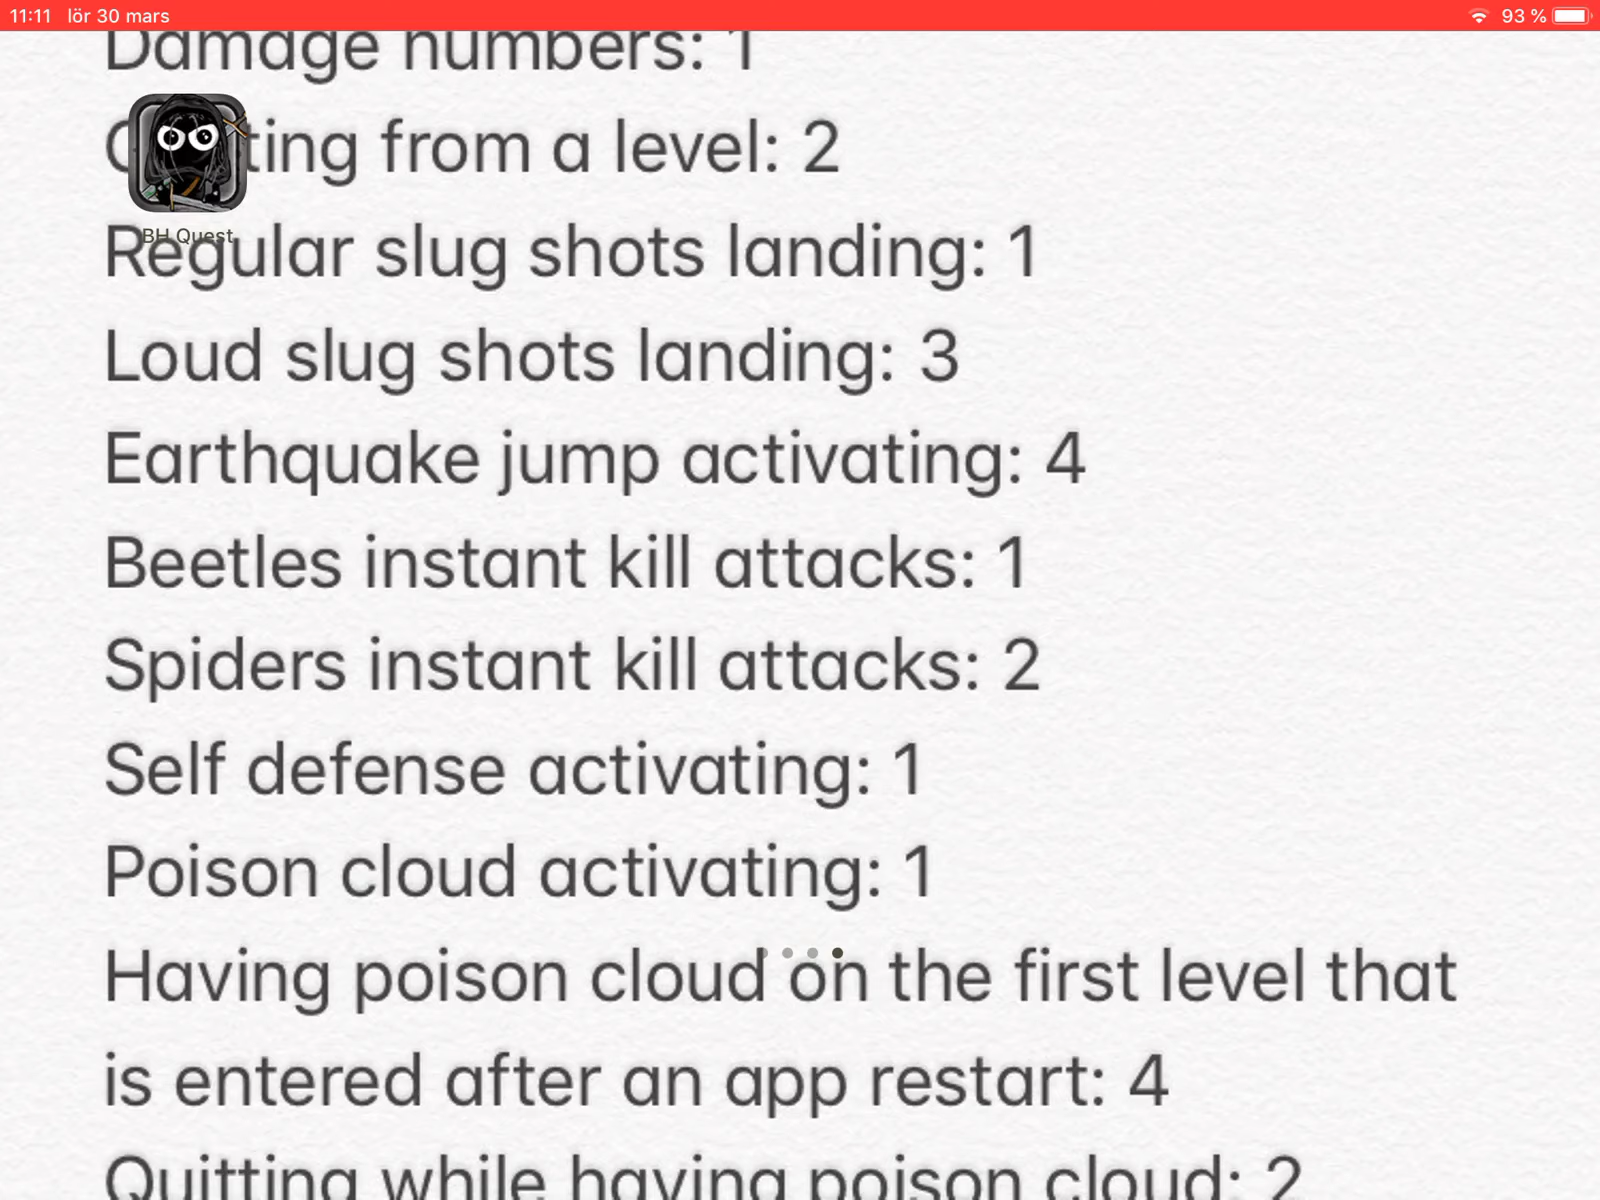 11:11 lör 30 mars 93 %
Damage numbers: 1
ting from a level: 2
BH Quest
Regular slug shots landing: 1
Loud slug shots landing: 3
Earthquake jump activating: 4
Beetles instant kill attacks: 1
Spiders instant kill attacks: 2
Self defense activating: 1
Poison cloud activating: 1
Having poison cloud on the first level that
is entered after an app restart: 4
Quitting while having poison cloud: 2